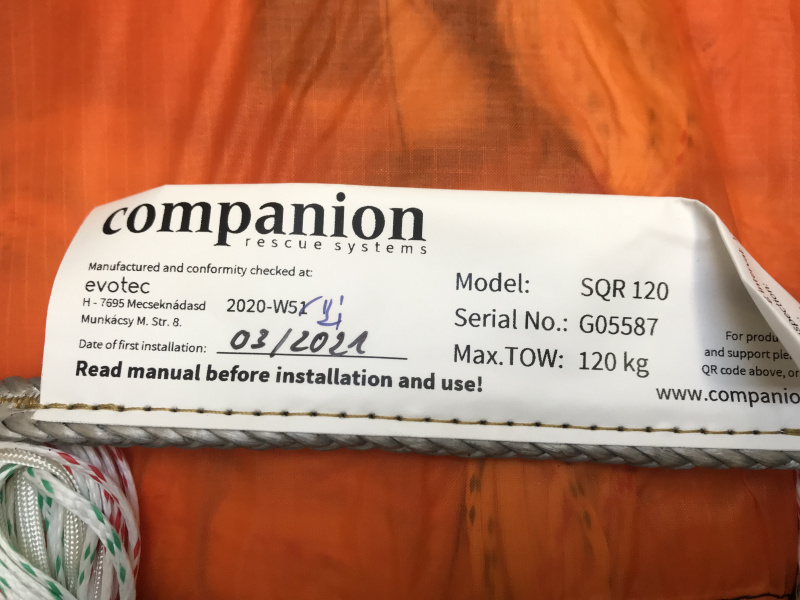 companion
rescue systems
Manufactured and conformity checked at:
evotec
H - 7695 Mecseknádasd
Munkácsy M. Str. 8.
2020-W51
Date of first installation: 03/2021
Read manual before installation and use!
Model: SQR 120
Serial No.: G05587
Max.TOW: 120 kg
For produ
and support ple
QR code above, or
www.companio